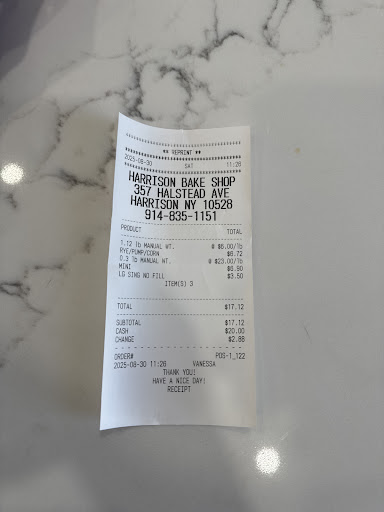 ** REPRINT **
2025-08-30 SAT 11:26
HARRISON BAKE SHOP
357 HALSTEAD AVE
HARRISON NY 10528
914-835-1151
PRODUCT TOTAL
1.12 lb MANUAL WT. @ $6.00/lb
RYE/PUMP/CORN $6.72
0.3 lb MANUAL WT. @ $23.00/lb
MINI $6.90
LG SING NO FILL $3.50
ITEM(S) 3
TOTAL $17.12
SUBTOTAL $17.12
CASH $20.00
CHANGE $2.88
ORDER# POS-1_122
2025-08-30 11:26 VANESSA
THANK YOU!
HAVE A NICE DAY!
RECEIPT